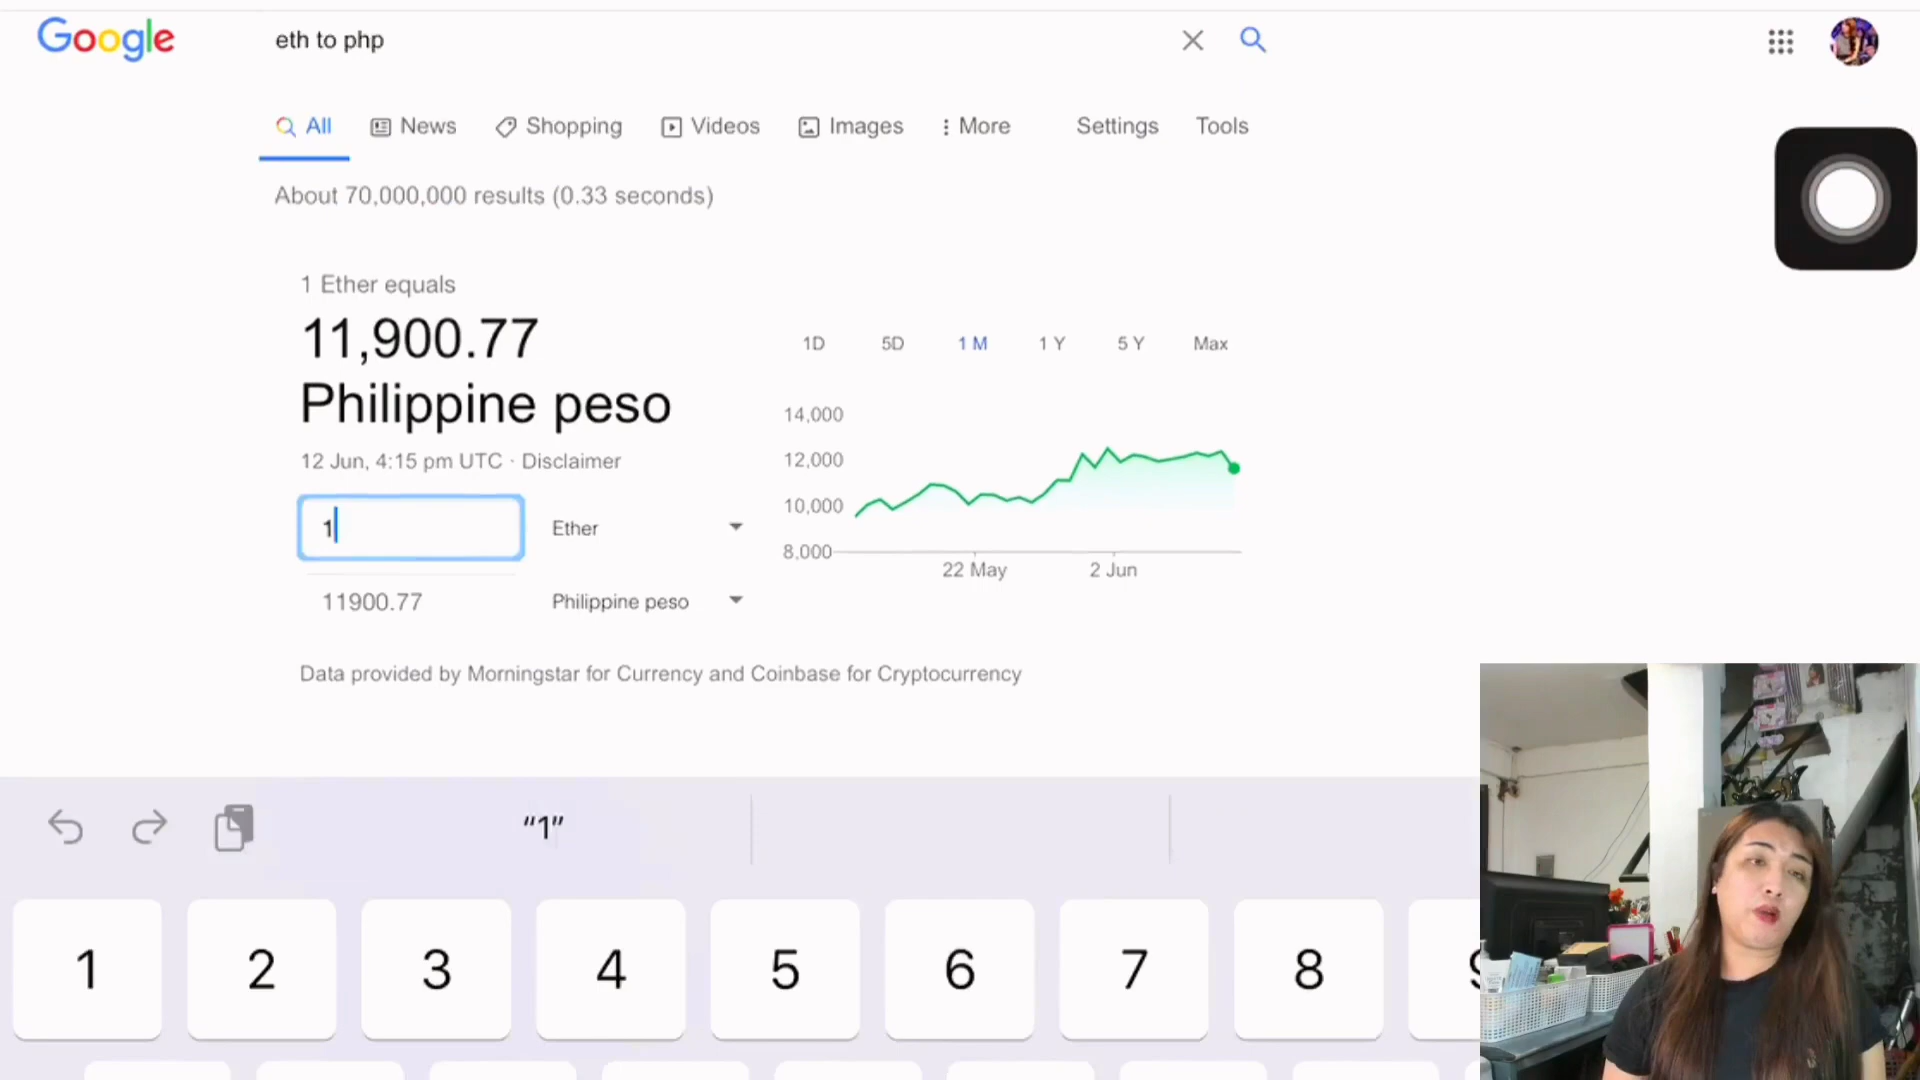 Google
eth to php
All
News
Shopping
Videos
Images
More
Settings
Tools
About 70,000,000 results (0.33 seconds)
1 Ether equals
11,900.77
Philippine peso
12 Jun, 4:15 pm UTC · Disclaimer
1
Ether
11900.77
Philippine peso
1D
5D
1 M
1 Y
5 Y
Max
14,000
12,000
10,000
8,000
22 May
2 Jun
Data provided by Morningstar for Currency and Coinbase for Cryptocurrency
“1”
1
2
3
4
5
6
7
8
9